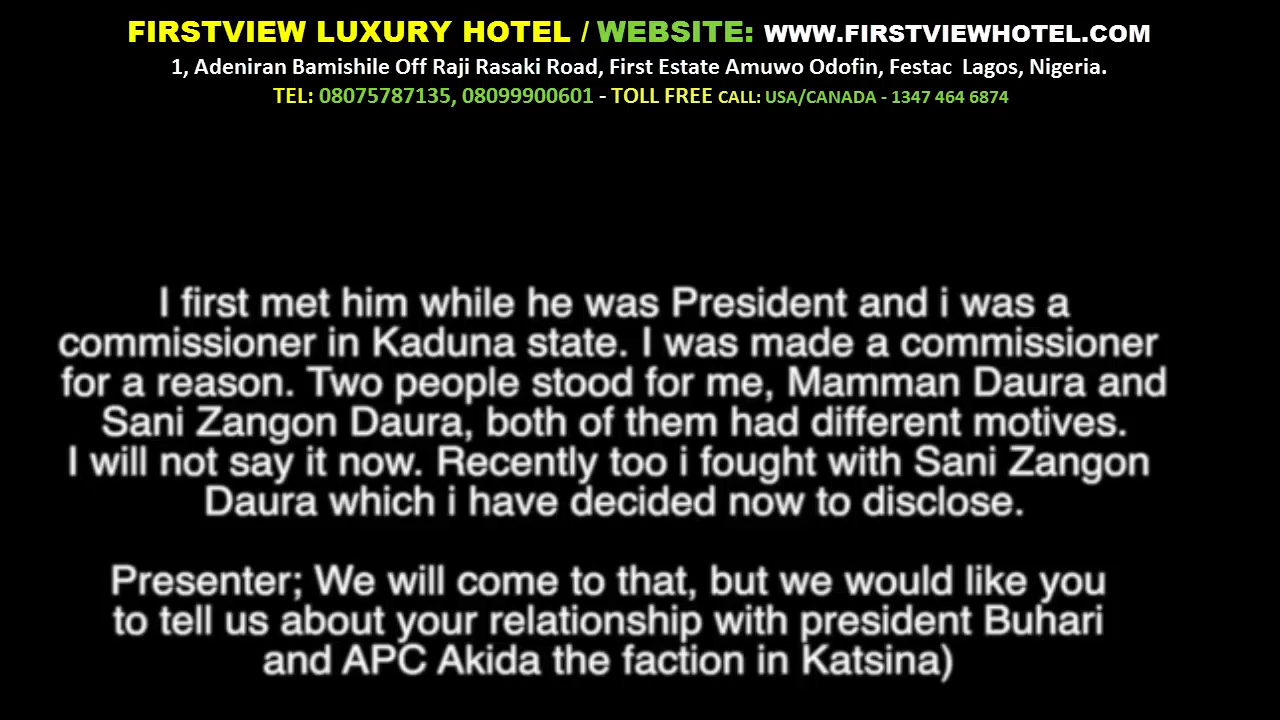 FIRSTVIEW LUXURY HOTEL / WEBSITE: WWW.FIRSTVIEWHOTEL.COM
1, Adeniran Bamishile Off Raji Rasaki Road, First Estate Amuwo Odofin, Festac Lagos, Nigeria.
TEL: 08075787135, 08099900601 - TOLL FREE CALL: USA/CANADA - 1347 464 6874
I first met him while he was President and i was a
commissioner in Kaduna state. I was made a commissioner
for a reason. Two people stood for me, Mamman Daura and
Sani Zangon Daura, both of them had different motives.
I will not say it now. Recently too i fought with Sani Zangon
Daura which i have decided now to disclose.
Presenter; We will come to that, but we would like you
to tell us about your relationship with president Buhari
and APC Akida the faction in Katsina)